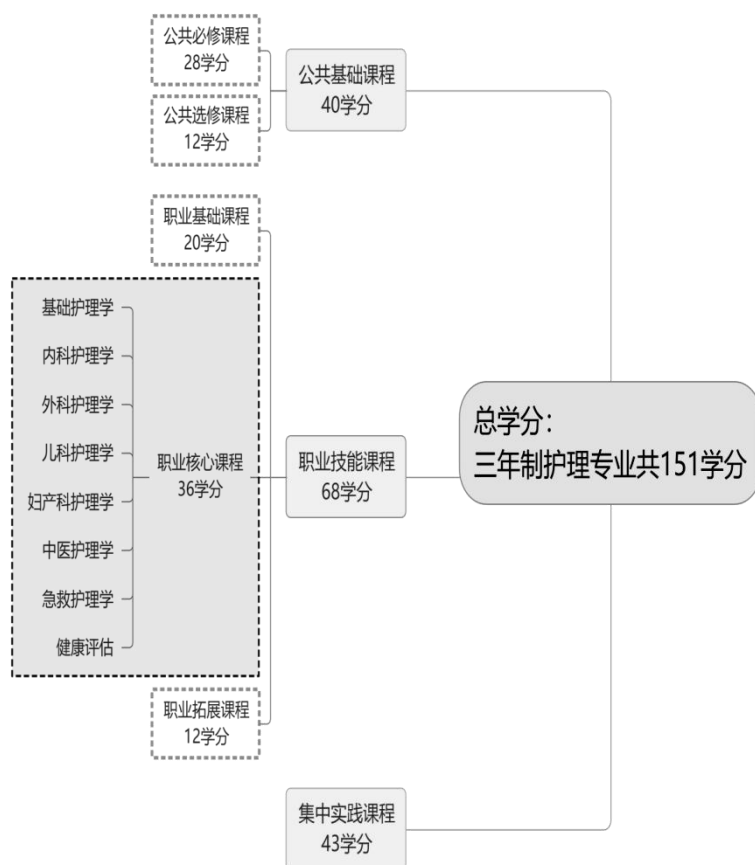 公共必修课程
28学分
公共选修课程
12学分
公共基础课程
40学分
职业基础课程
20学分
基础护理学
内科护理学
外科护理学
儿科护理学
妇产科护理学
中医护理学
急救护理学
健康评估
职业核心课程
36学分
职业技能课程
68学分
总学分：
三年制护理专业共151学分
职业拓展课程
12学分
集中实践课程
43学分